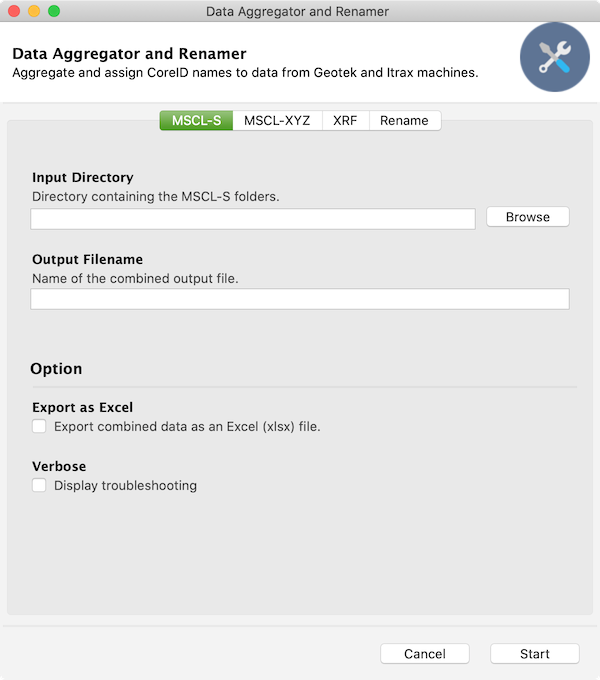 Data Aggregator and Renamer
Data Aggregator and Renamer
Aggregate and assign CoreID names to data from Geotek and Itrax machines.
MSCL-S MSCL-XYZ XRF Rename
Input Directory
Directory containing the MSCL-S folders.
Browse
Output Filename
Name of the combined output file.
Option
Export as Excel
Export combined data as an Excel (xlsx) file.
Verbose
Display troubleshooting
Cancel Start